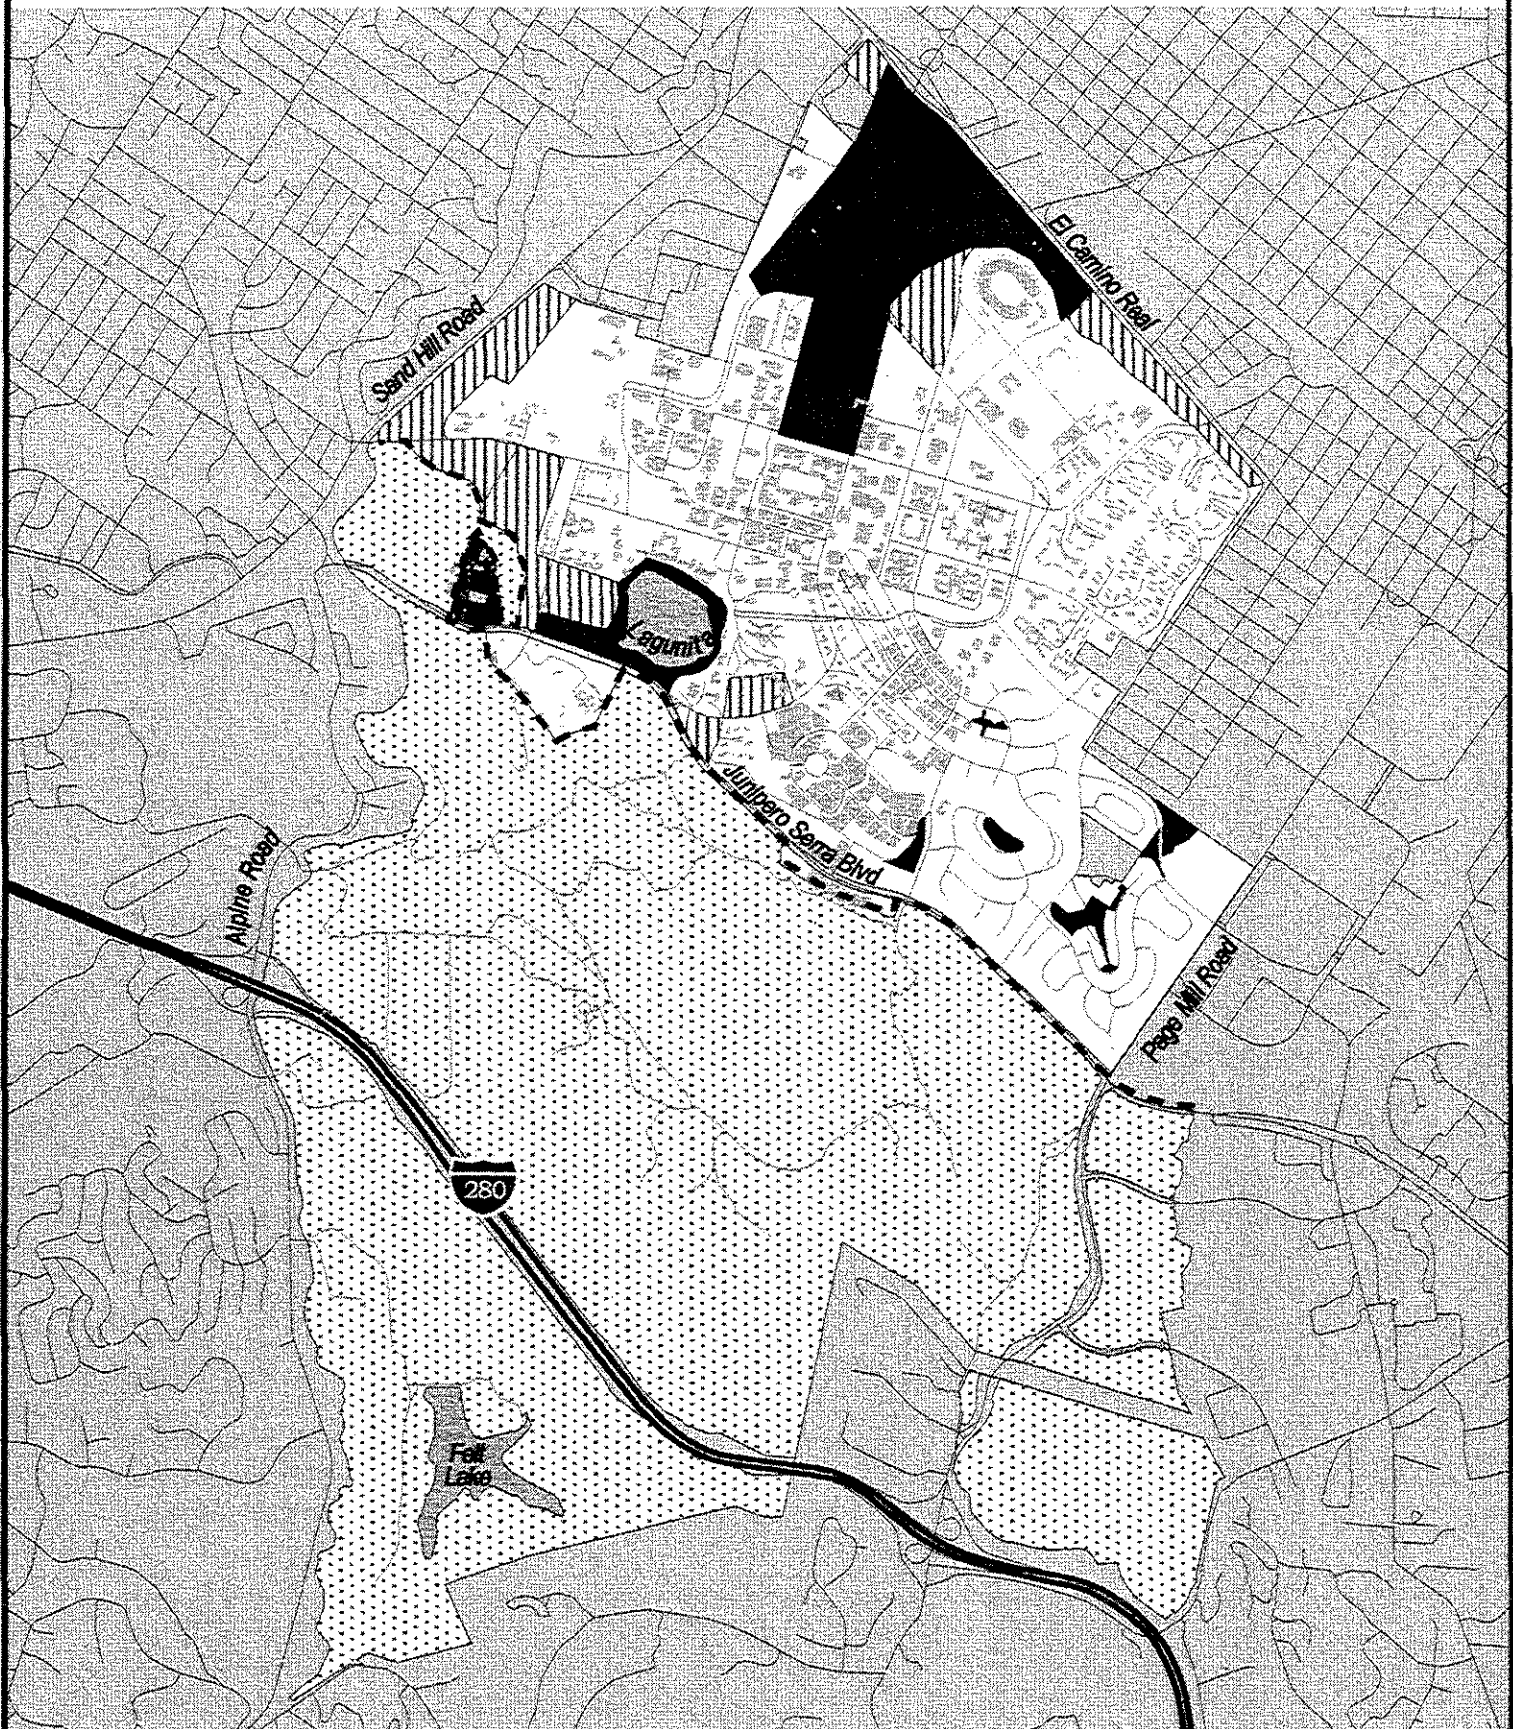 El Camino Real
Sand Hill Road
Lagunita
Junipero Serra Blvd
Alpine Road
Page Mill Road
280
Felt
Lake